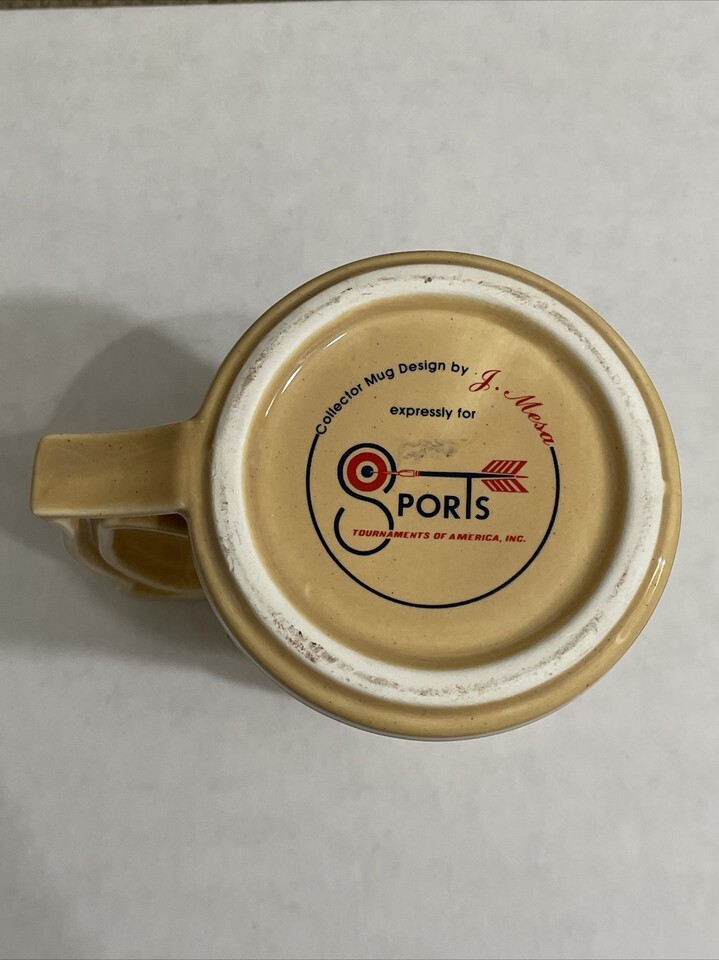 Collector Mug Design by J. Mesa
expressly for
SPORTS
TOURNAMENTS OF AMERICA, INC.